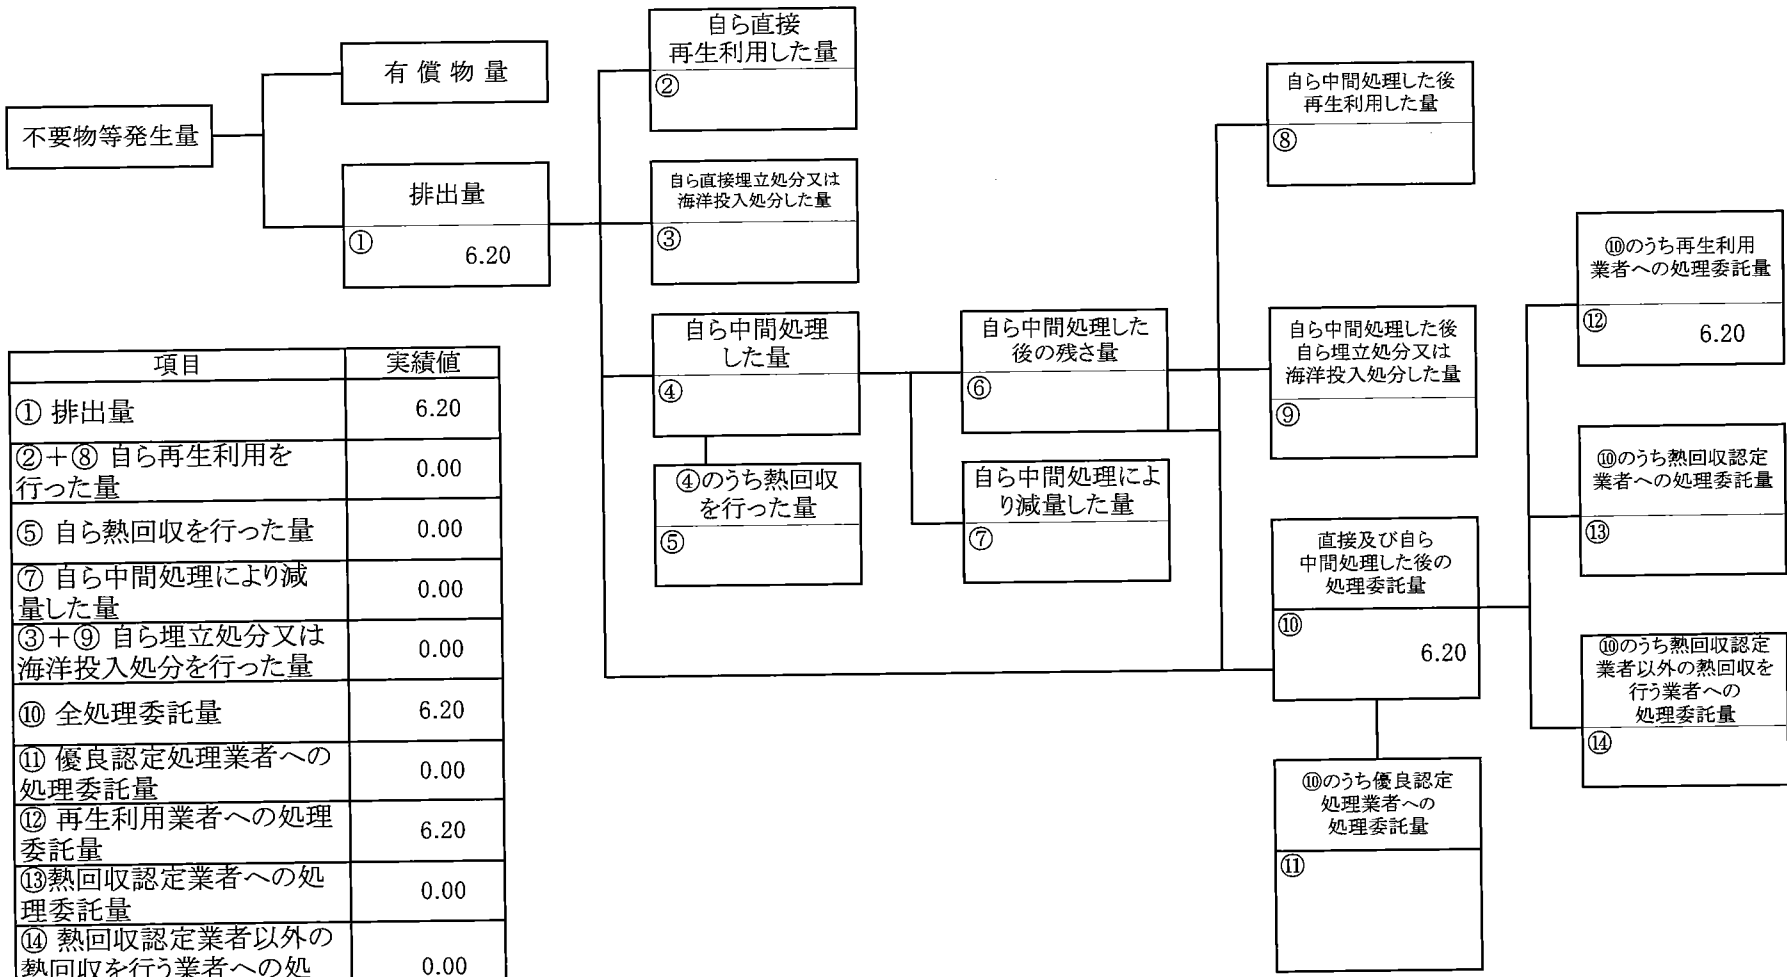 不要物等発生量
有償物量
排出量
①
6.20
自ら直接
再生利用した量
②
自ら直接埋立処分又は
海洋投入処分した量
③
自ら中間処理
した量
④
④のうち熱回収
を行った量
⑤
自ら中間処理した
後の残さ量
⑥
自ら中間処理によ
り減量した量
⑦
自ら中間処理した後
再生利用した量
⑧
自ら中間処理した後
自ら埋立処分又は
海洋投入処分した量
⑨
直接及び自ら
中間処理した後の
処理委託量
⑩
6.20
⑩のうち優良認定
処理業者への
処理委託量
⑪
⑩のうち再生利用
業者への処理委託量
⑫
6.20
⑩のうち熱回収認定
業者への処理委託量
⑬
⑩のうち熱回収認定
業者以外の熱回収を
行う業者への
処理委託量
⑭
項目 実績値
① 排出量 6.20
②+⑧ 自ら再生利用を
行った量 0.00
⑤ 自ら熱回収を行った量 0.00
⑦ 自ら中間処理により減
量した量 0.00
③+⑨ 自ら埋立処分又は
海洋投入処分を行った量 0.00
⑩ 全処理委託量 6.20
⑪ 優良認定処理業者への
処理委託量 0.00
⑫ 再生利用業者への処理
委託量 6.20
⑬熱回収認定業者への処
理委託量 0.00
⑭ 熱回収認定業者以外の
熱回収を行う業者への処 0.00